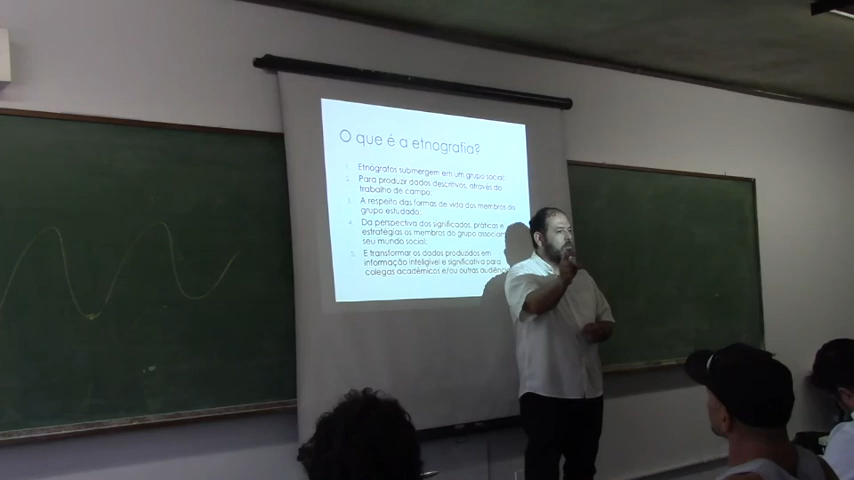 O que é a etnografia?
1. Etnógrafos submergem em um grupo social;
2. Para produzir dados descritivos, através do
trabalho de campo;
3. A respeito das formas de vida dos membros do
grupo estudado;
4. Da perspectiva dos significados, práticas e
estratégias os membros do grupo associam
seu mundo social;
5. E transformar os dados produzidos em
informação inteligível e significativa para
colegas acadêmicos e/ou outras